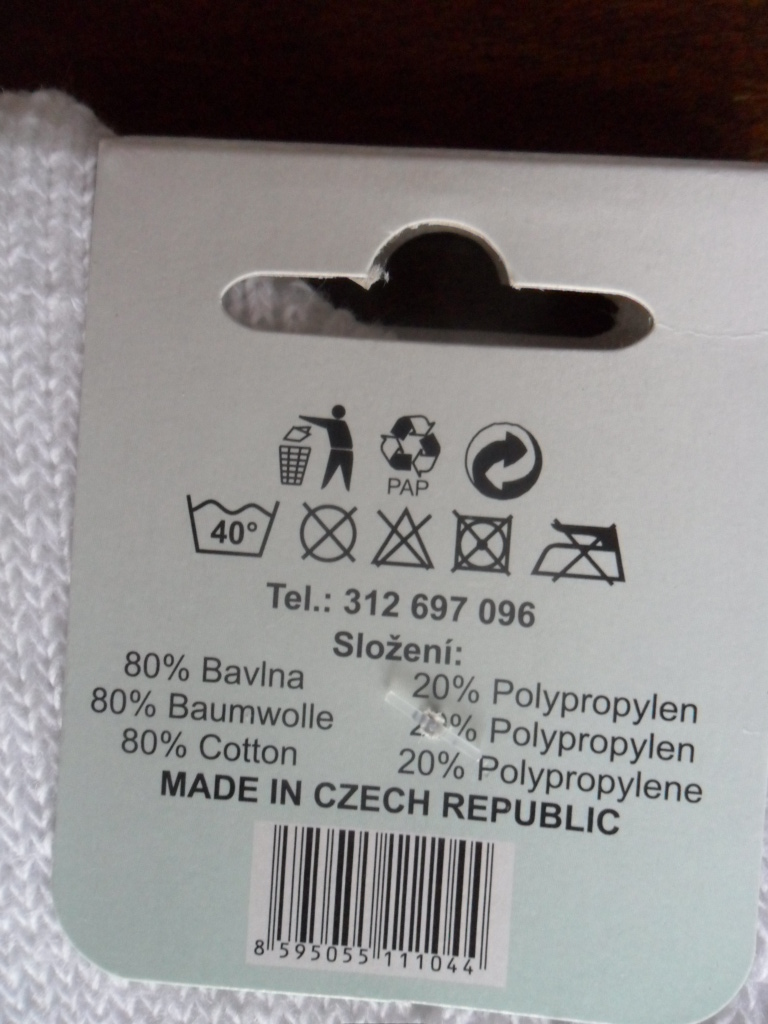 PAP
40°
Tel.: 312 697 096
Složení:
80% Bavlna 20% Polypropylen
80% Baumwolle 20% Polypropylen
80% Cotton 20% Polypropylene
MADE IN CZECH REPUBLIC
8 595055 111044